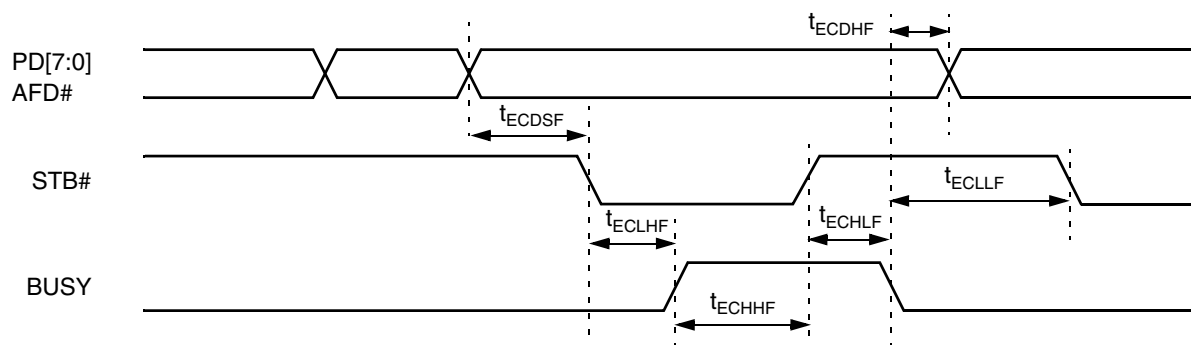 tECDHF
PD[7:0]
AFD#
tECDSF
STB#
tECLLF
tECLHF
tECHLF
BUSY
tECHHF